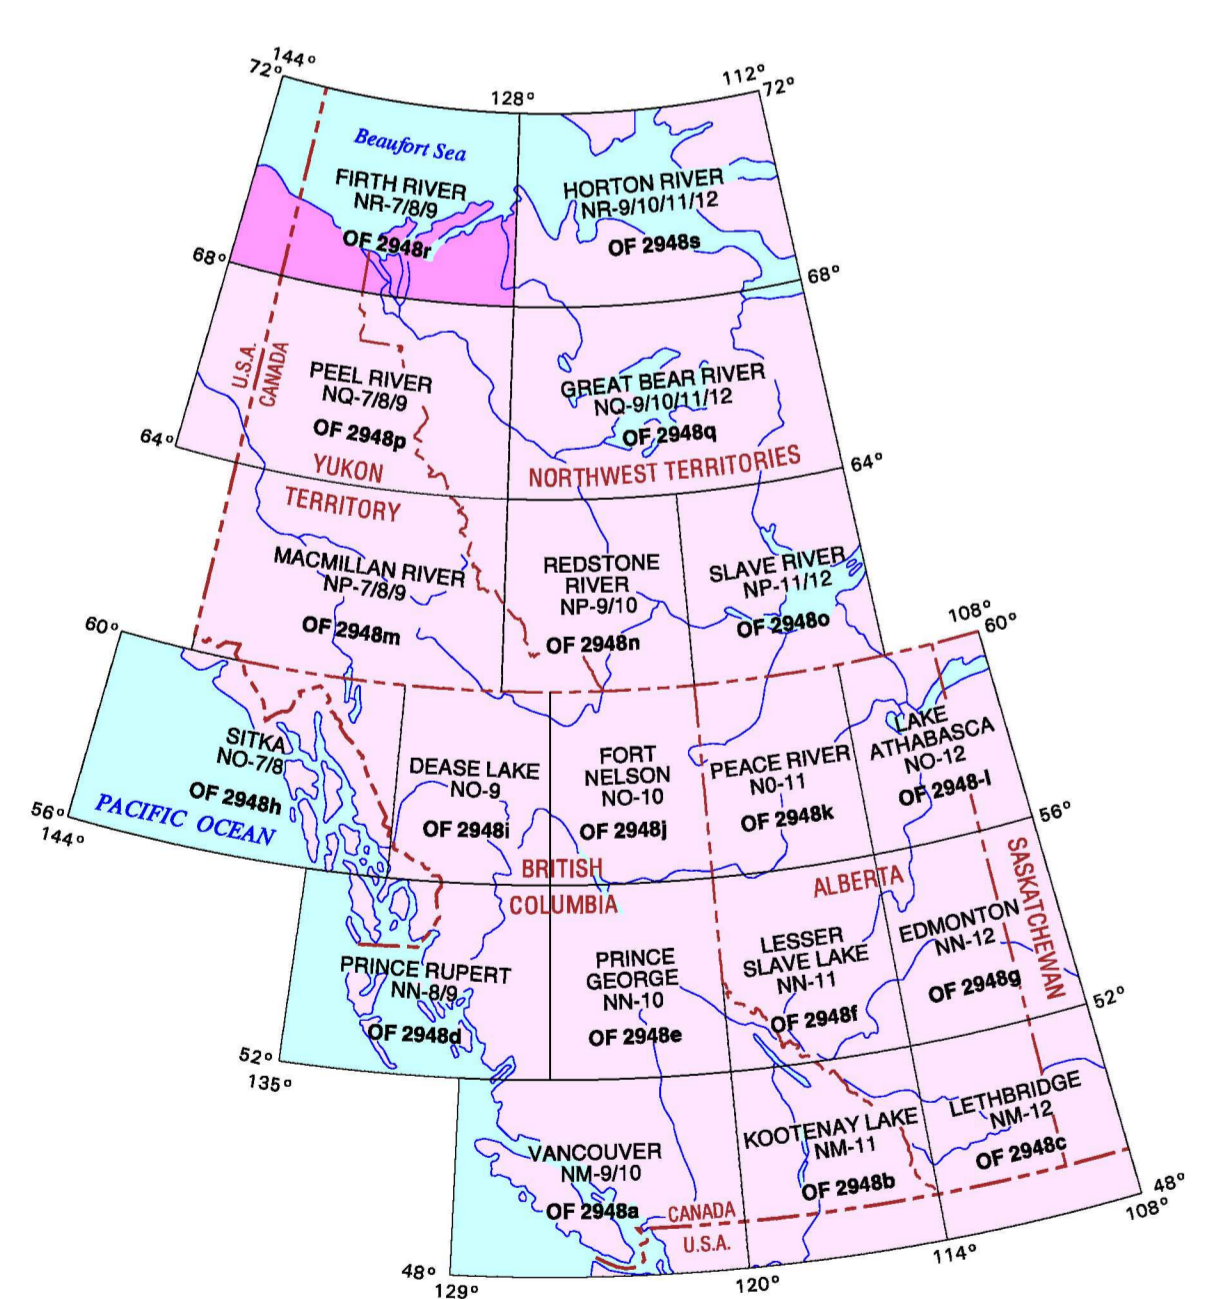 144°
72°
128°
112°
72°
Beaufort Sea
FIRTH RIVER
NR-7/8/9
OF 2948r
HORTON RIVER
NR-9/10/11/12
OF 2948s
68°
68°
U.S.A.
CANADA
PEEL RIVER
NQ-7/8/9
OF 2948p
GREAT BEAR RIVER
NQ-9/10/11/12
OF 2948q
64°
64°
YUKON
TERRITORY
NORTHWEST TERRITORIES
MACMILLAN RIVER
NP-7/8/9
OF 2948m
REDSTONE
RIVER
NP-9/10
OF 2948n
SLAVE RIVER
NP-11/12
OF 2948o
60°
108°
60°
SITKA
NO-7/8
OF 2948h
PACIFIC OCEAN
DEASE LAKE
NO-9
OF 2948i
FORT
NELSON
NO-10
OF 2948j
PEACE RIVER
N0-11
OF 2948k
LAKE
ATHABASCA
NO-12
OF 2948-l
56°
144°
56°
BRITISH
COLUMBIA
ALBERTA
SASKATCHEWAN
PRINCE RUPERT
NN-8/9
OF 2948d
PRINCE
GEORGE
NN-10
OF 2948e
LESSER
SLAVE LAKE
NN-11
OF 2948f
EDMONTON
NN-12
OF 2948g
52°
135°
52°
VANCOUVER
NM-9/10
OF 2948a
KOOTENAY LAKE
NM-11
OF 2948b
LETHBRIDGE
NM-12
OF 2948c
CANADA
U.S.A.
48°
129°
120°
114°
48°
108°